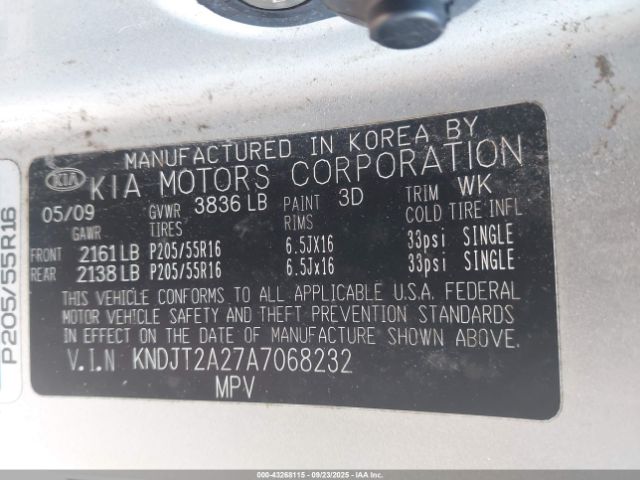 MANUFACTURED IN KOREA BY
KIA KIA MOTORS CORPORATION
05/09 GVWR 3836 LB PAINT 3D TRIM WK
GAWR TIRES RIMS COLD TIRE INFL
FRONT 2161 LB P205/55R16 6.5JX16 33psi SINGLE
REAR 2138 LB P205/55R16 6.5Jx16 33psi SINGLE
THIS VEHICLE CONFORMS TO ALL APPLICABLE U.S.A. FEDERAL
MOTOR VEHICLE SAFETY AND THEFT PREVENTION STANDARDS
IN EFFECT ON THE DATE OF MANUFACTURE SHOWN ABOVE.
V.I.N KNDJT2A27A7068232
MPV
P205/55R16
000-43268115 - 09/23/2025 - IAAI.COM